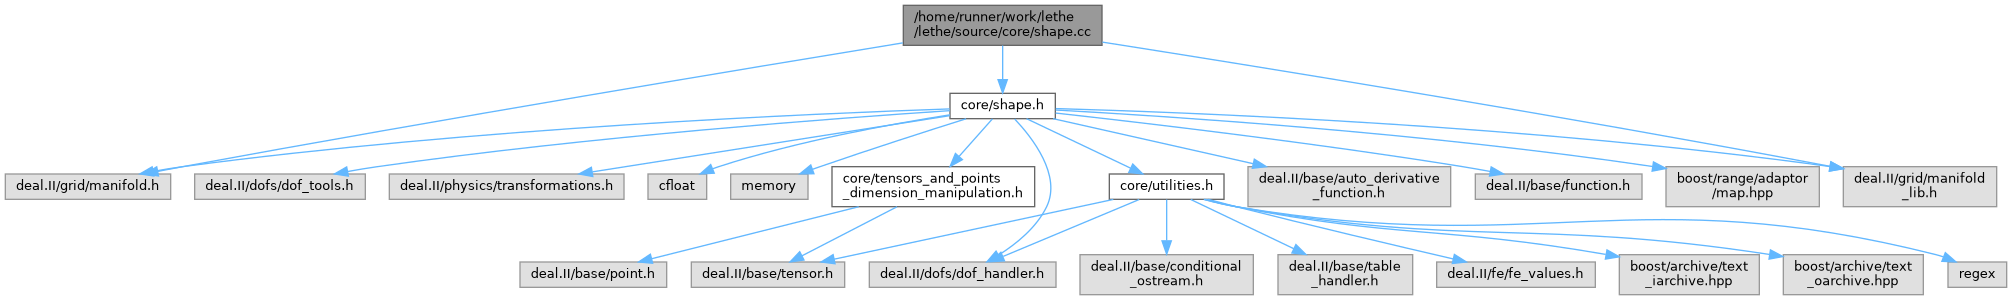 /home/runner/work/lethe
/lethe/source/core/shape.cc
core/shape.h
deal.II/grid/manifold.h
deal.II/dofs/dof_tools.h
deal.II/physics/transformations.h
cfloat
memory
core/tensors_and_points
_dimension_manipulation.h
core/utilities.h
deal.II/base/auto_derivative
_function.h
deal.II/base/function.h
boost/range/adaptor
/map.hpp
deal.II/grid/manifold
_lib.h
deal.II/base/point.h
deal.II/base/tensor.h
deal.II/dofs/dof_handler.h
deal.II/base/conditional
_ostream.h
deal.II/base/table
_handler.h
deal.II/fe/fe_values.h
boost/archive/text
_iarchive.hpp
boost/archive/text
_oarchive.hpp
regex